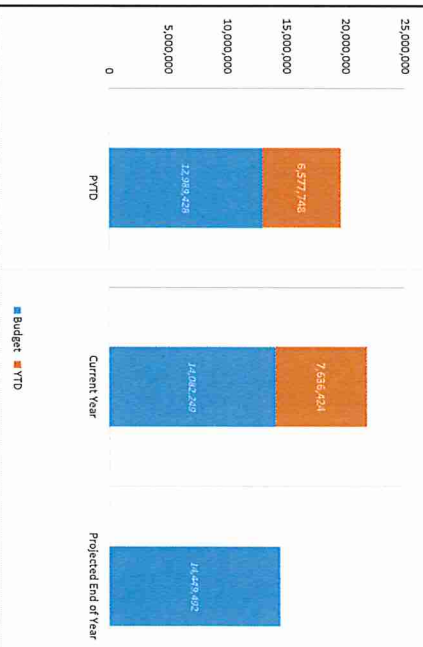 25,000,000
20,000,000
15,000,000
10,000,000
5,000,000
0
6,577,748
12,989,428
PYTD
7,636,424
14,082,249
Current Year
14,449,492
Projected End of Year
Budget YTD